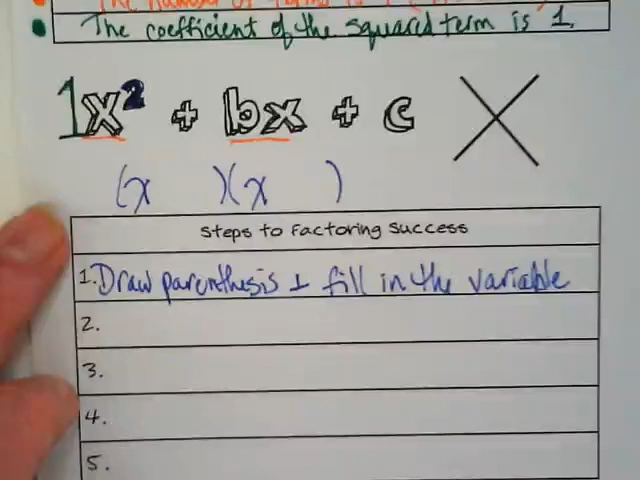 The coefficient of the squared term is 1.
1x² + bx + c
(x )(x )
Steps to Factoring Success
1. Draw parenthesis + fill in the variable
2.
3.
4.
5.